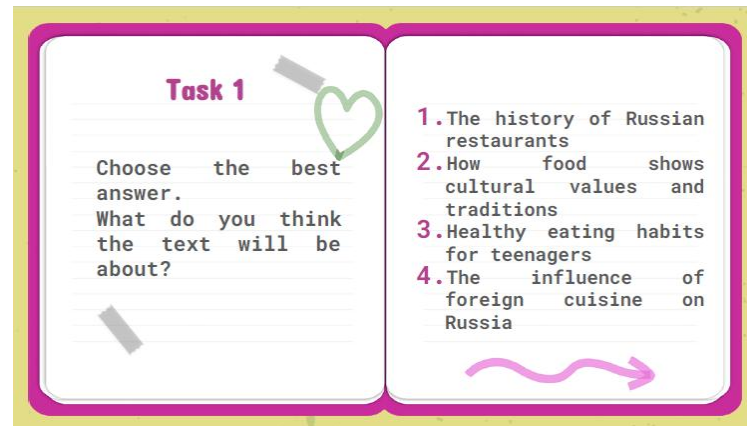 Task 1
Choose the best
answer.
What do you think
the text will be
about?
1.The history of Russian
restaurants
2.How food shows
cultural values and
traditions
3.Healthy eating habits
for teenagers
4.The influence of
foreign cuisine on
Russia